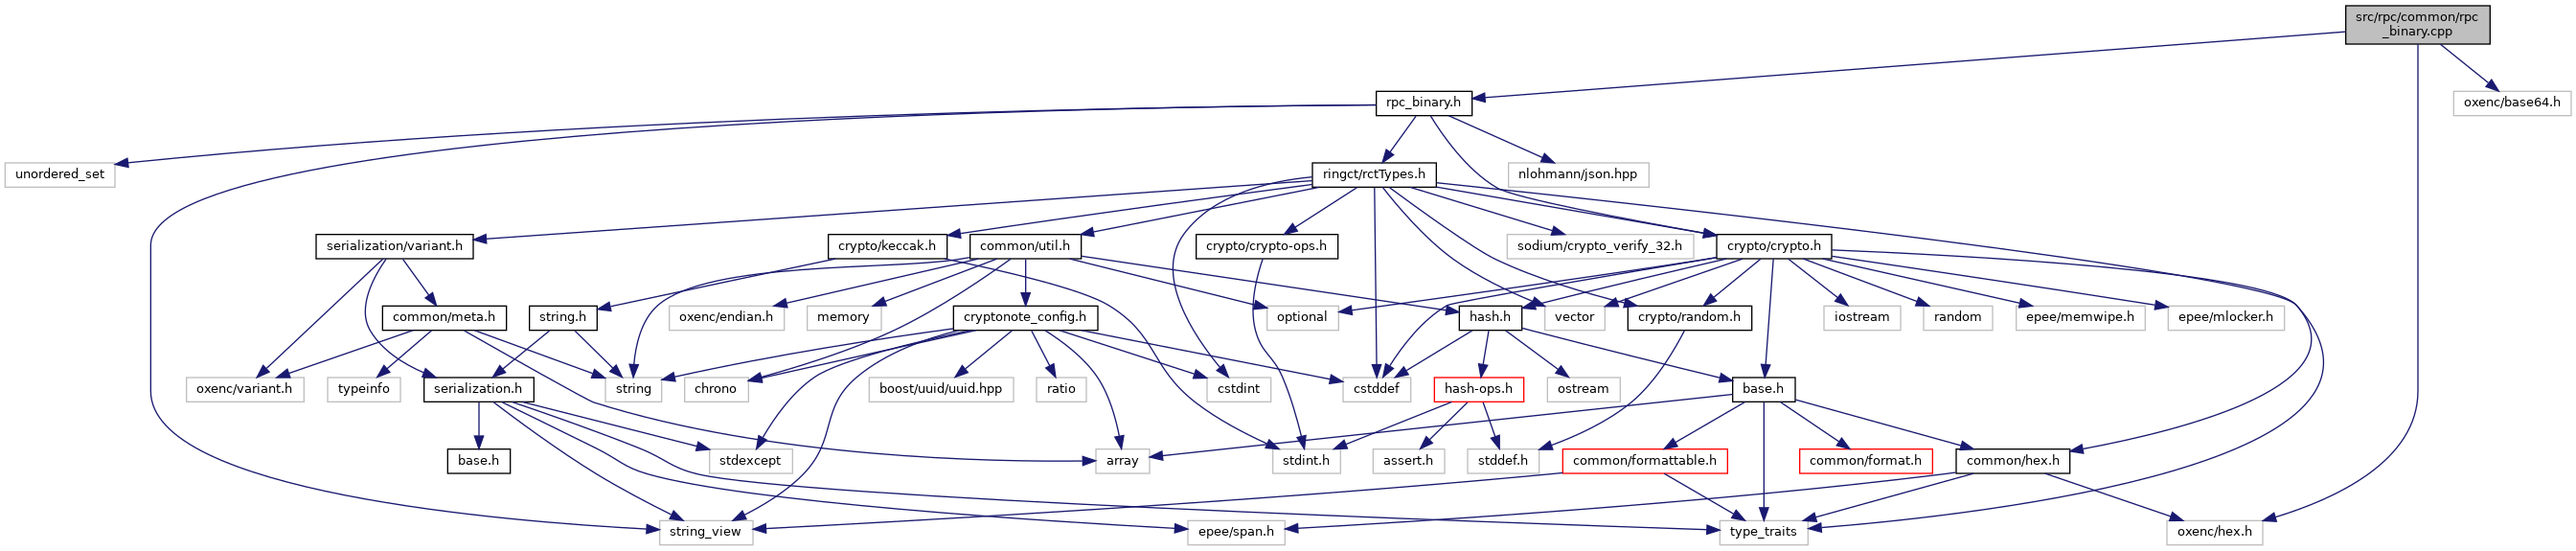 src/rpc/common/rpc
_binary.cpp
rpc_binary.h
oxenc/base64.h
unordered_set
ringct/rctTypes.h
nlohmann/json.hpp
serialization/variant.h
crypto/keccak.h
common/util.h
crypto/crypto-ops.h
sodium/crypto_verify_32.h
crypto/crypto.h
common/meta.h
string.h
oxenc/endian.h
memory
cryptonote_config.h
optional
hash.h
vector
crypto/random.h
iostream
random
epee/memwipe.h
epee/mlocker.h
oxenc/variant.h
typeinfo
serialization.h
string
chrono
boost/uuid/uuid.hpp
ratio
cstdint
cstddef
hash-ops.h
ostream
base.h
base.h
stdexcept
array
stdint.h
assert.h
stddef.h
common/formattable.h
common/format.h
common/hex.h
string_view
epee/span.h
type_traits
oxenc/hex.h